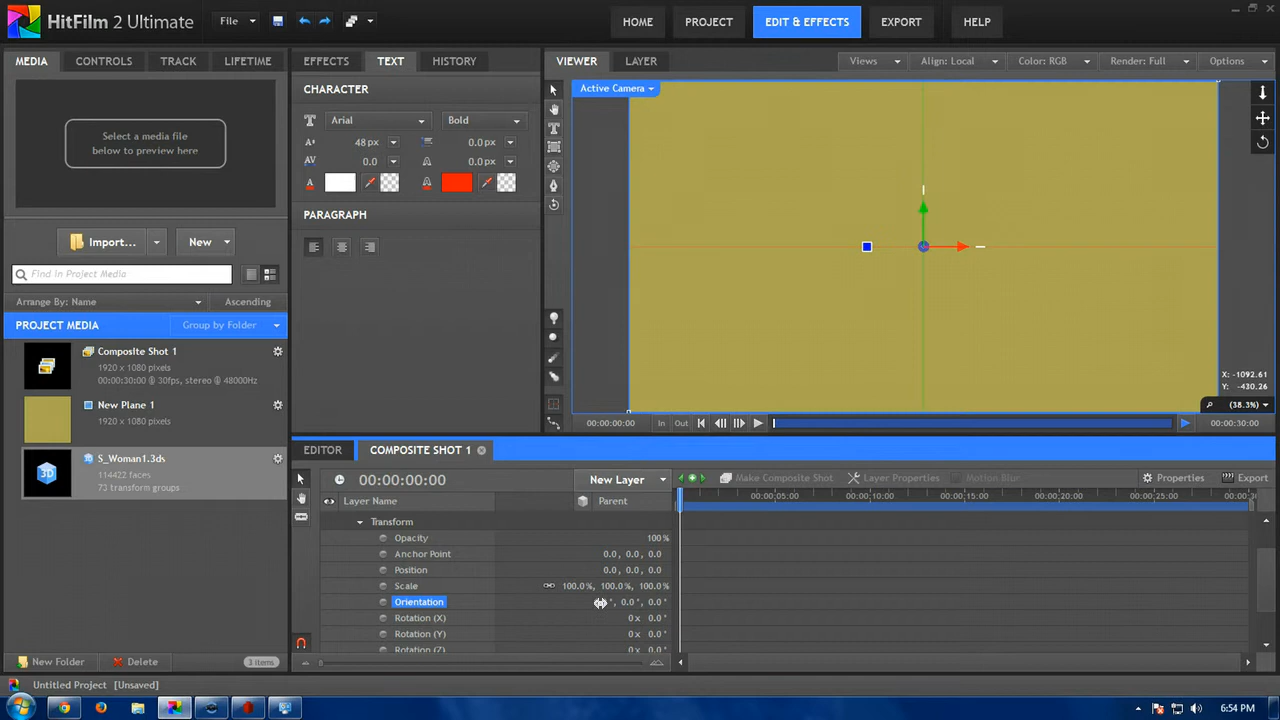 HitFilm 2 Ultimate
File
HOME
PROJECT
EDIT & EFFECTS
EXPORT
HELP
MEDIA
CONTROLS
TRACK
LIFETIME
EFFECTS
TEXT
HISTORY
VIEWER
LAYER
Views
Align: Local
Color: RGB
Render: Full
Options
Select a media file
below to preview here
CHARACTER
Arial
Bold
48 px
0.0 px
0.0
0.0 px
PARAGRAPH
Active Camera
X: -1092.61
Y: -430.26
(38.3%)
Import...
New
Find in Project Media
Arrange By: Name
Ascending
PROJECT MEDIA
Group by Folder
Composite Shot 1
1920 x 1080 pixels
00:00:30:00 @ 30fps, stereo @ 48000Hz
New Plane 1
1920 x 1080 pixels
3D
S_Woman1.3ds
114422 faces
73 transform groups
00:00:00:00
In
Out
00:00:30:00
EDITOR
COMPOSITE SHOT 1
00:00:00:00
New Layer
Make Composite Shot
Layer Properties
Motion Blur
Properties
Export
Layer Name
Parent
00:00:05:00
00:00:10:00
00:00:15:00
00:00:20:00
00:00:25:00
Transform
Opacity
100%
Anchor Point
0.0, 0.0, 0.0
Position
0.0, 0.0, 0.0
Scale
100.0%, 100.0%, 100.0%
Orientation
°, 0.0°, 0.0°
Rotation (X)
0x 0.0°
Rotation (Y)
0x 0.0°
Rotation (Z)
0x 0.0°
New Folder
Delete
3 items
Untitled Project [Unsaved]
6:54 PM